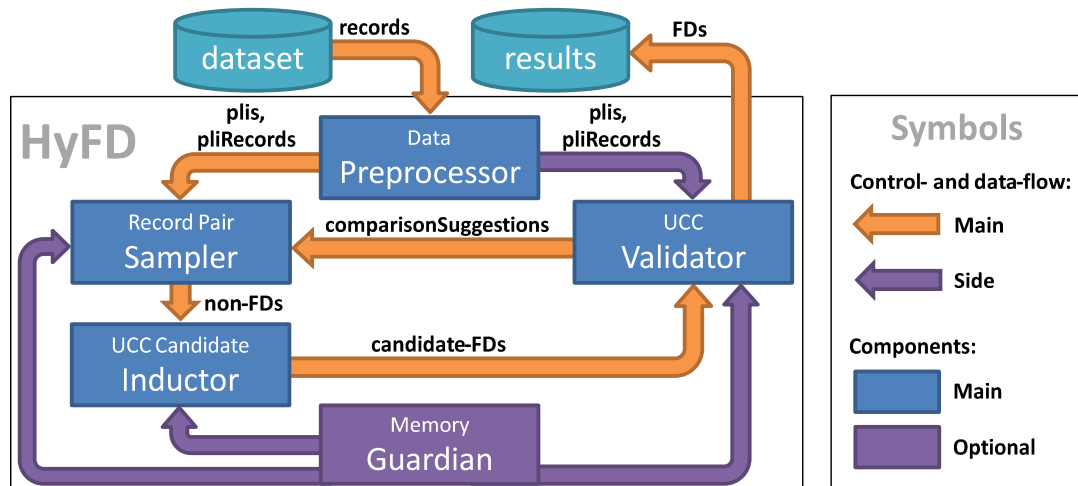 dataset
records
results
FDs
HyFD
plis,
pliRecords
Data
Preprocessor
plis,
pliRecords
Record Pair
Sampler
comparisonSuggestions
UCC
Validator
non-FDs
UCC Candidate
Inductor
candidate-FDs
Memory
Guardian
Symbols
Control- and data-flow:
Main
Side
Components:
Main
Optional